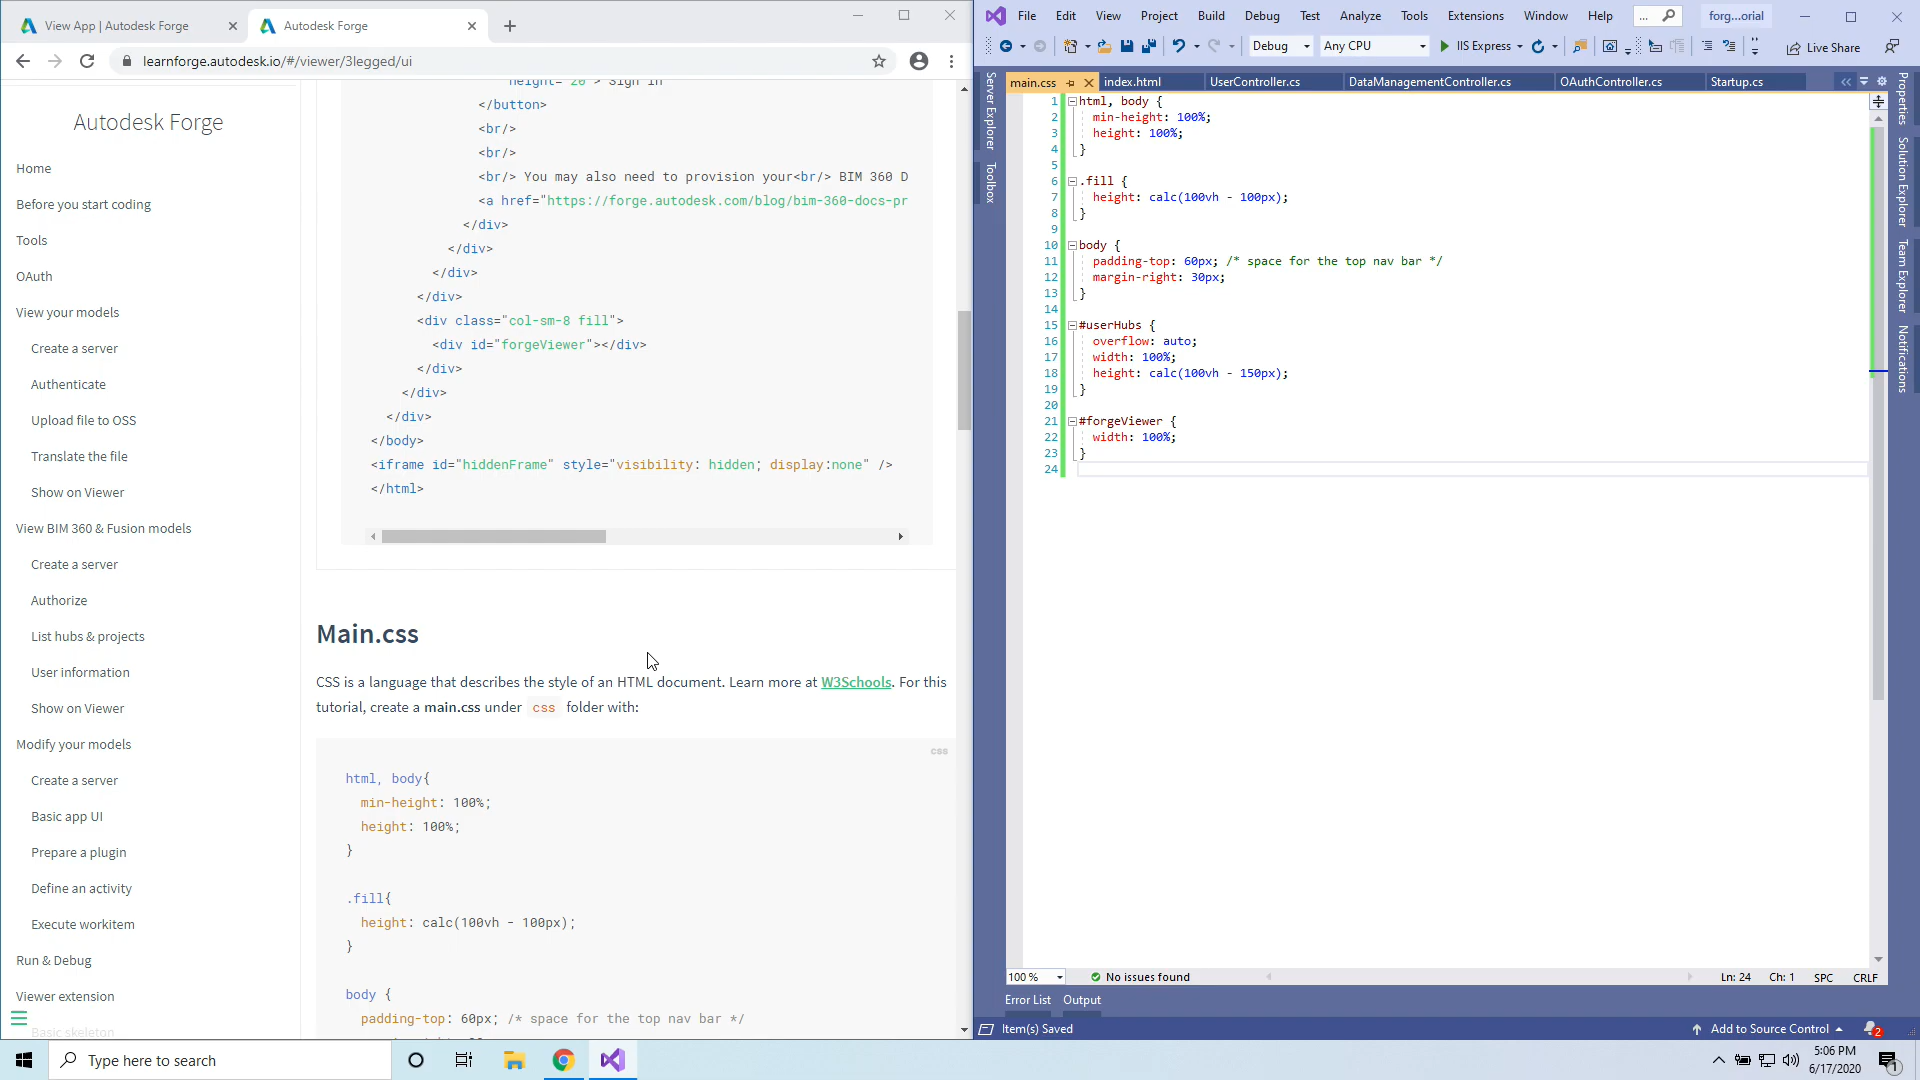 View App | Autodesk Forge
Autodesk Forge
learnforge.autodesk.io/#/viewer/3legged/ui
Autodesk Forge
Home
Before you start coding
Tools
OAuth
View your models
Create a server
Authenticate
Upload file to OSS
Translate the file
Show on Viewer
View BIM 360 & Fusion models
Create a server
Authorize
List hubs & projects
User information
Show on Viewer
Modify your models
Create a server
Basic app UI
Prepare a plugin
Define an activity
Execute workitem
Run & Debug
Viewer extension
Basic skeleton
height="20"> Sign in
</button>
<br/>
<br/>
<br/> You may also need to provision your<br/> BIM 360 D
<a href="https://forge.autodesk.com/blog/bim-360-docs-pr
</div>
</div>
</div>
</div>
<div class="col-sm-8 fill">
<div id="forgeViewer"></div>
</div>
</div>
</div>
</body>
<iframe id="hiddenFrame" style="visibility: hidden; display:none" />
</html>
Main.css
CSS is a language that describes the style of an HTML document. Learn more at W3Schools. For this
tutorial, create a main.css under css folder with:
css
html, body{
min-height: 100%;
height: 100%;
}
.fill{
height: calc(100vh - 100px);
}
body {
padding-top: 60px; /* space for the top nav bar */
File Edit View Project Build Debug Test Analyze Tools Extensions Window Help ... forg...orial
Debug Any CPU IIS Express Live Share
Server Explorer
Toolbox
main.css index.html UserController.cs DataManagementController.cs OAuthController.cs Startup.cs
1 html, body {
2 min-height: 100%;
3 height: 100%;
4 }
5
6 .fill {
7 height: calc(100vh - 100px);
8 }
9
10 body {
11 padding-top: 60px; /* space for the top nav bar */
12 margin-right: 30px;
13 }
14
15 #userHubs {
16 overflow: auto;
17 width: 100%;
18 height: calc(100vh - 150px);
19 }
20
21 #forgeViewer {
22 width: 100%;
23 }
24
Properties
Solution Explorer
Team Explorer
Notifications
100 % No issues found Ln: 24 Ch: 1 SPC CRLF
Error List Output
Item(s) Saved Add to Source Control 2
Type here to search
5:06 PM
6/17/2020
1